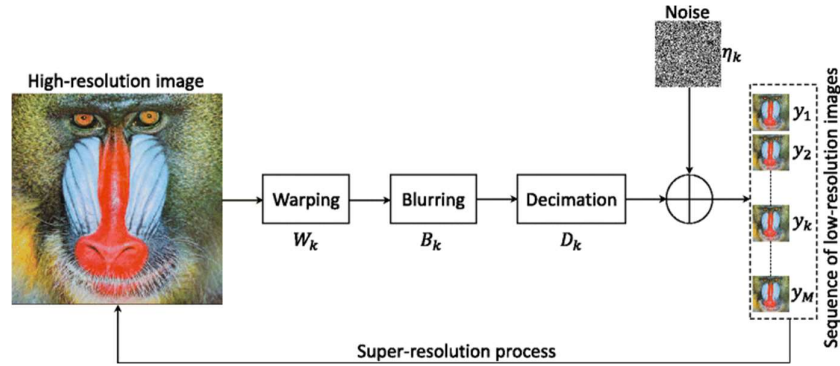 Noise
η_k
High-resolution image
Warping
Blurring
Decimation
W_k
B_k
D_k
y_1
y_2
y_k
y_M
Sequence of low-resolution images
Super-resolution process